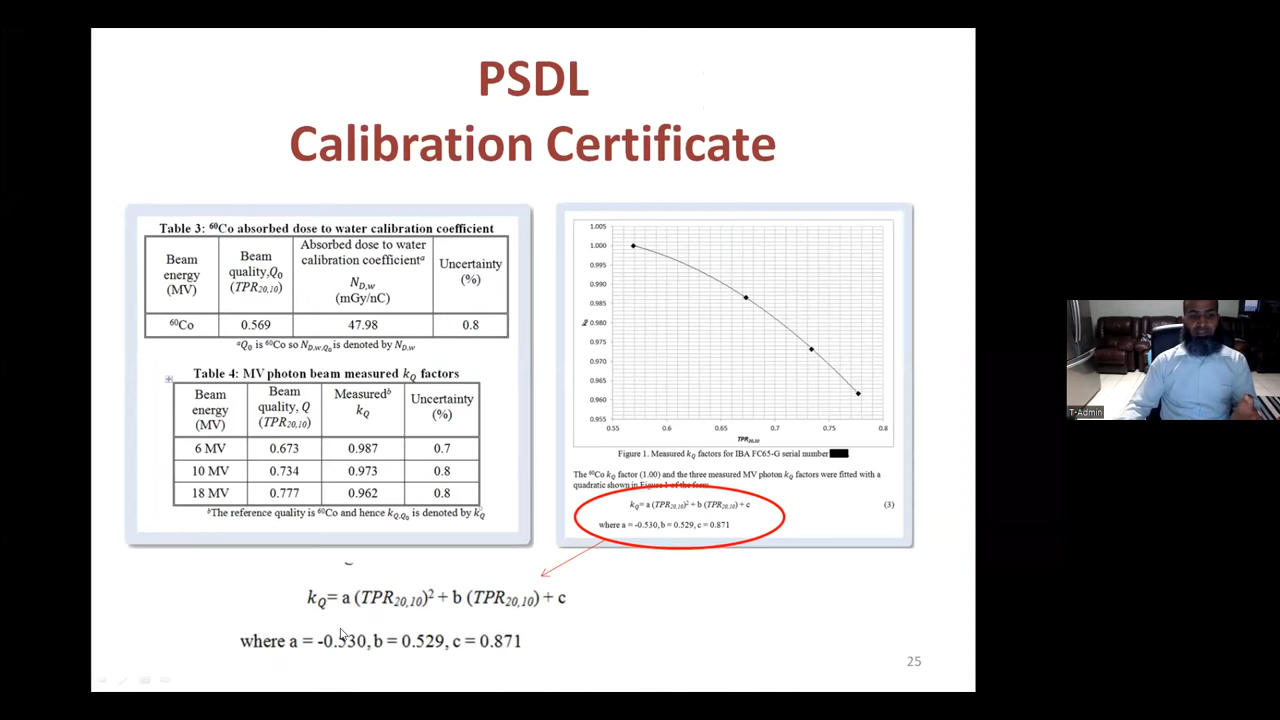 PSDL
Calibration Certificate
Table 3: ⁶⁰Co absorbed dose to water calibration coefficient
Beam energy (MV) | Beam quality,Q₀ (TPR₂₀,₁₀) | Absorbed dose to water calibration coefficientᵃ N_D,w (mGy/nC) | Uncertainty (%)
⁶⁰Co | 0.569 | 47.98 | 0.8
ᵃQ₀ is ⁶⁰Co so N_D,w,Q₀ is denoted by N_D,w
Table 4: MV photon beam measured k_Q factors
Beam energy (MV) | Beam quality, Q (TPR₂₀,₁₀) | Measuredᵇ k_Q | Uncertainty (%)
6 MV | 0.673 | 0.987 | 0.7
10 MV | 0.734 | 0.973 | 0.8
18 MV | 0.777 | 0.962 | 0.8
ᵇThe reference quality is ⁶⁰Co and hence k_Q,Q₀ is denoted by k_Q
1.005
1.000
0.995
0.990
0.985
0.980
0.975
0.970
0.965
0.960
0.955
k_Q
0.55 0.6 0.65 0.7 0.75 0.8
TPR₂₀,₁₀
Figure 1. Measured k_Q factors for IBA FC65-G serial number
The ⁶⁰Co k_Q factor (1.00) and the three measured MV photon k_Q factors were fitted with a
quadratic shown in Figure 1 of the form
k_Q= a (TPR₂₀,₁₀)² + b (TPR₂₀,₁₀) + c (3)
where a = -0.530, b = 0.529, c = 0.871
k_Q= a (TPR₂₀,₁₀)² + b (TPR₂₀,₁₀) + c
where a = -0.530, b = 0.529, c = 0.871
25
T-Admin